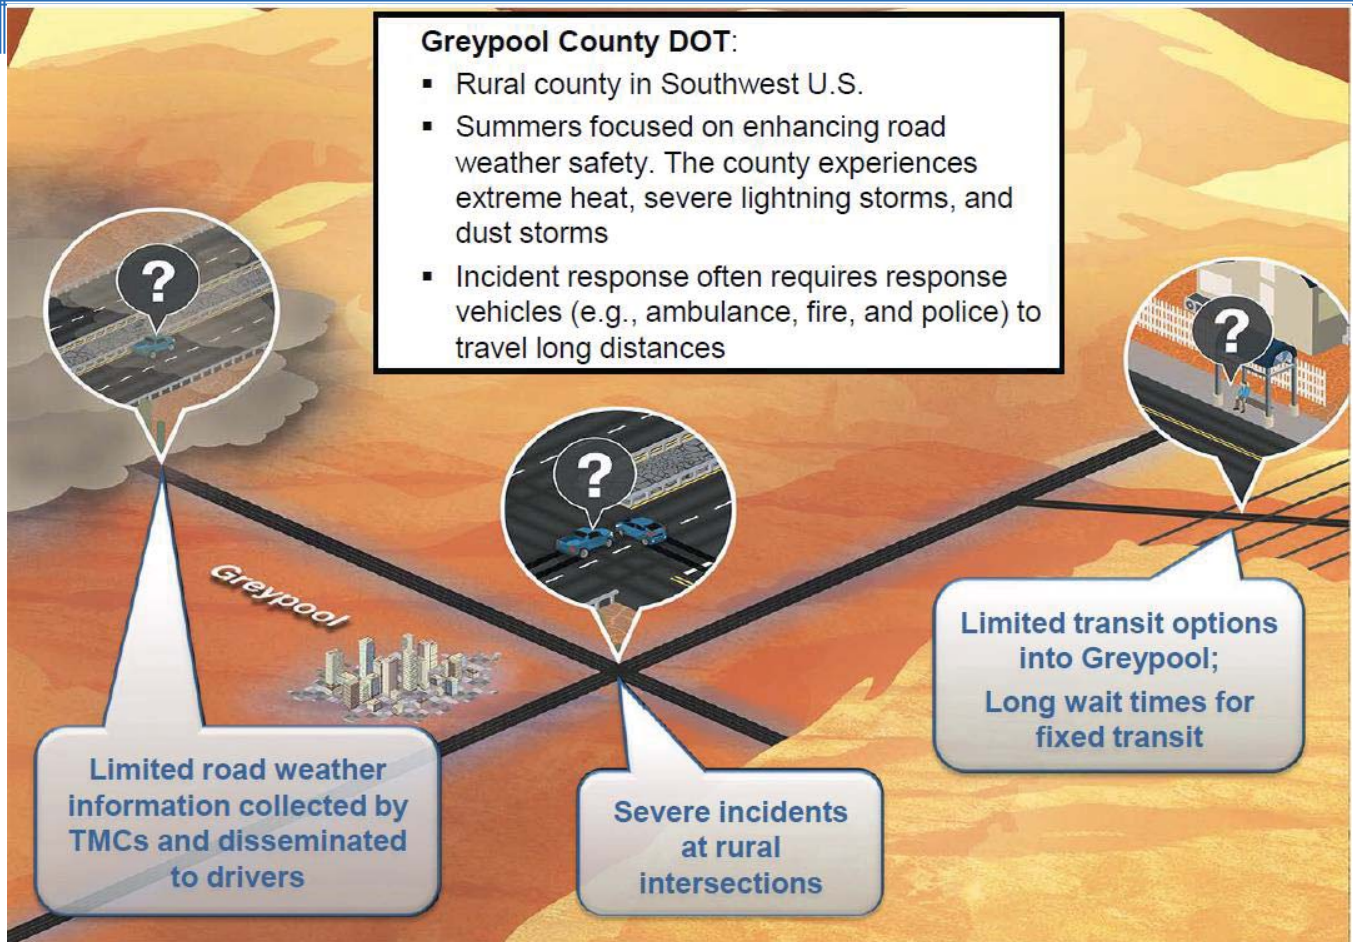 Greypool County DOT:
▪ Rural county in Southwest U.S.
▪ Summers focused on enhancing road
weather safety. The county experiences
extreme heat, severe lightning storms, and
dust storms
▪ Incident response often requires response
vehicles (e.g., ambulance, fire, and police) to
travel long distances
?
?
?
Greypool
Limited road weather
information collected by
TMCs and disseminated
to drivers
Severe incidents
at rural
intersections
Limited transit options
into Greypool;
Long wait times for
fixed transit